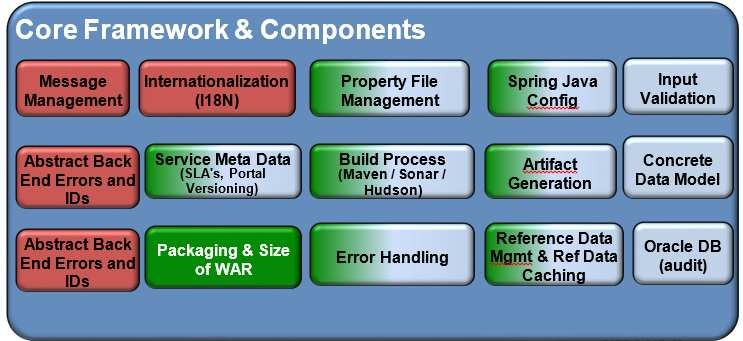 Core Framework & Components
Message
Management
Internationalization
(I18N)
Property File
Management
Spring Java
Config
Input
Validation
Abstract Back
End Errors and
IDs
Service Meta Data
(SLA's, Portal
Versioning)
Build Process
(Maven / Sonar /
Hudson)
Artifact
Generation
Concrete
Data Model
Abstract Back
End Errors and
IDs
Packaging & Size
of WAR
Error Handling
Reference Data
Mgmt & Ref Data
Caching
Oracle DB
(audit)